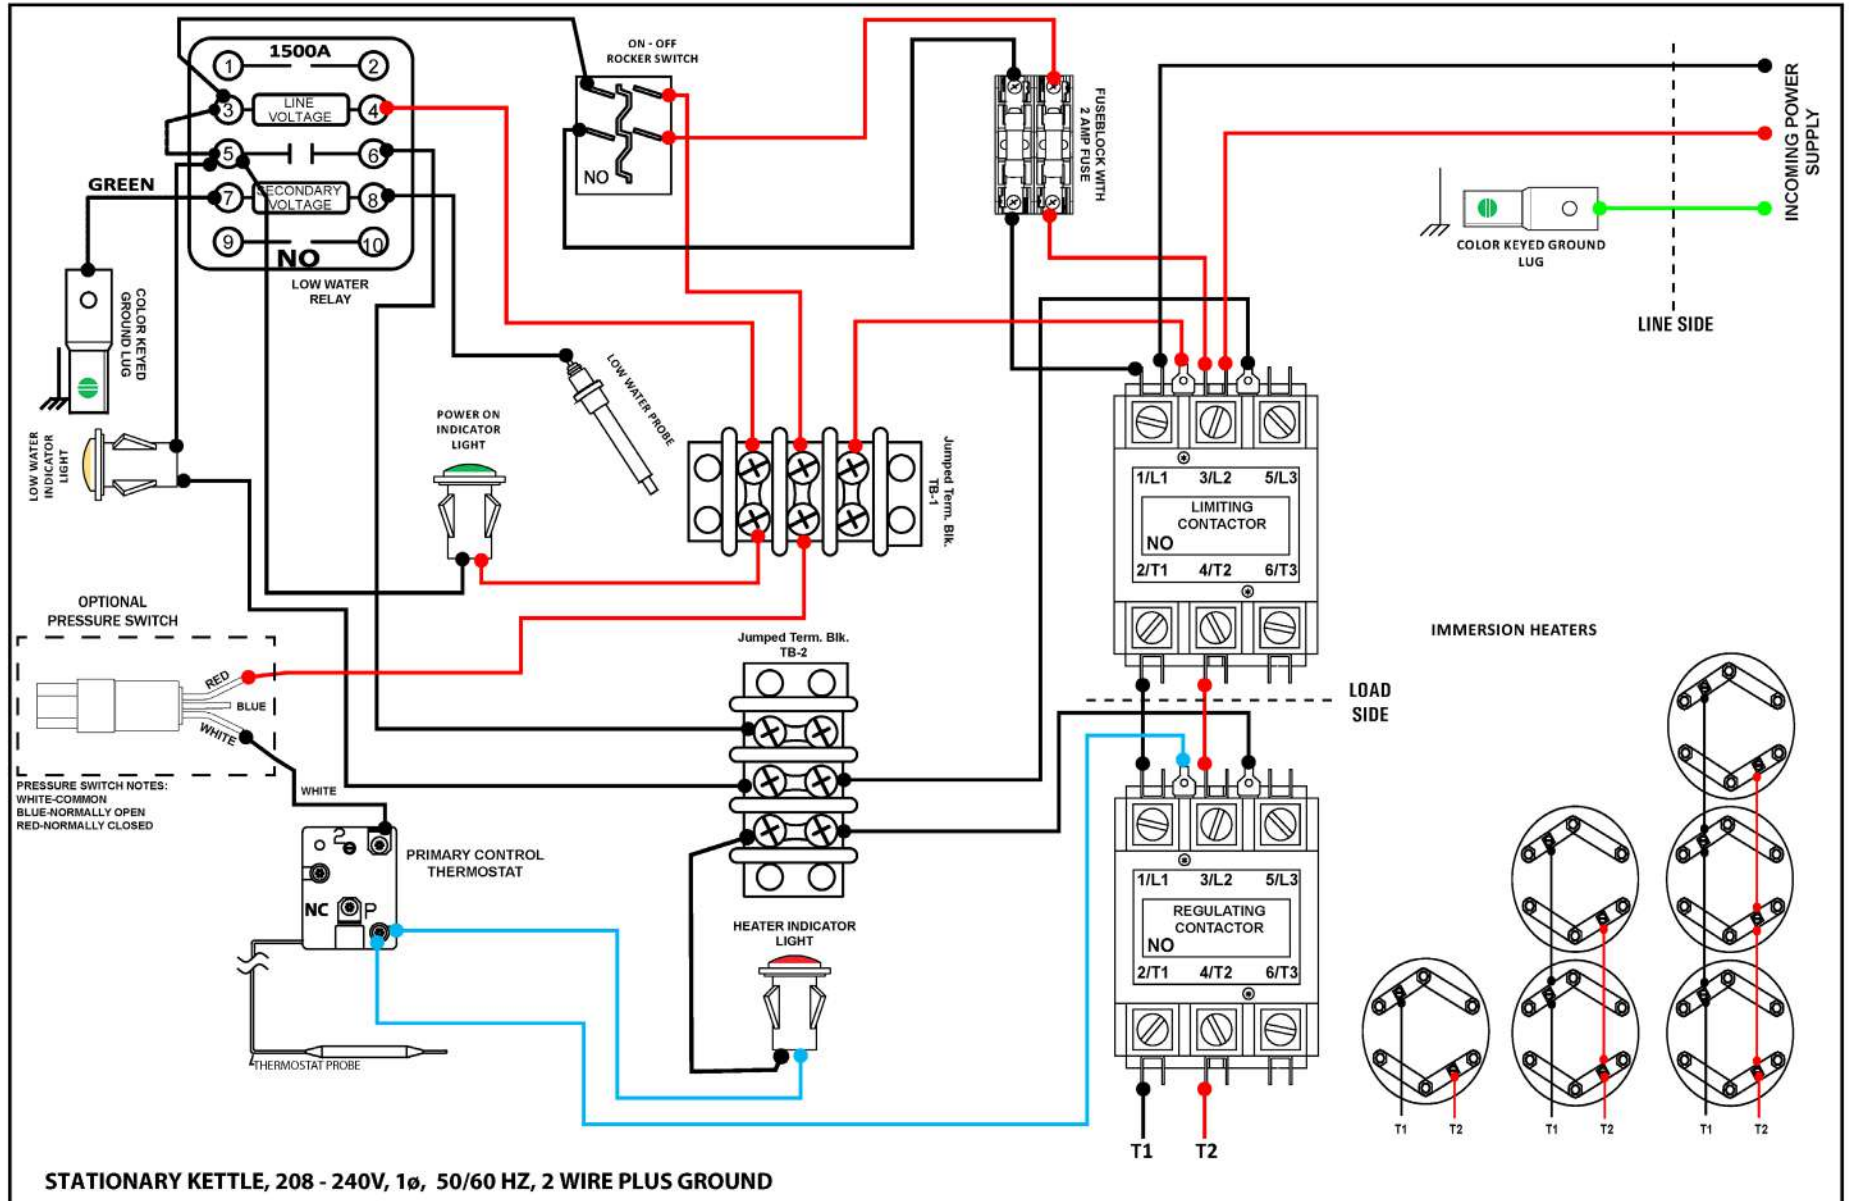 1500A
1
2
3
LINE
VOLTAGE
4
5
6
7
SECONDARY
VOLTAGE
8
9
10
NO
LOW WATER
RELAY
GREEN
COLOR KEYED
GROUND LUG
LOW WATER
INDICATOR
LIGHT
ON - OFF
ROCKER SWITCH
NO
FUSEBLOCK WITH
2 AMP FUSE
INCOMING POWER
SUPPLY
COLOR KEYED GROUND
LUG
LINE SIDE
LOW WATER PROBE
POWER ON
INDICATOR
LIGHT
Jumped Term. Blk.
TB-1
1/L1 3/L2 5/L3
LIMITING
CONTACTOR
NO
2/T1 4/T2 6/T3
LOAD
SIDE
OPTIONAL
PRESSURE SWITCH
RED
BLUE
WHITE
PRESSURE SWITCH NOTES:
WHITE-COMMON
BLUE-NORMALLY OPEN
RED-NORMALLY CLOSED
WHITE
Jumped Term. Blk.
TB-2
2
NC
P
PRIMARY CONTROL
THERMOSTAT
THERMOSTAT PROBE
HEATER INDICATOR
LIGHT
1/L1 3/L2 5/L3
REGULATING
CONTACTOR
NO
2/T1 4/T2 6/T3
T1 T2
IMMERSION HEATERS
T1 T2 T1 T2 T1 T2
STATIONARY KETTLE, 208 - 240V, 1ø, 50/60 HZ, 2 WIRE PLUS GROUND